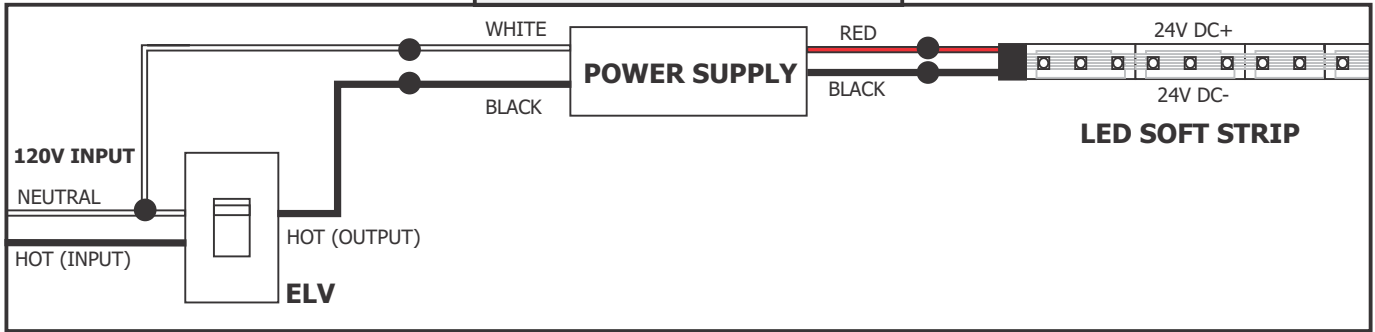 WHITE
RED
24V DC+
POWER SUPPLY
BLACK
BLACK
24V DC-
LED SOFT STRIP
120V INPUT
NEUTRAL
HOT (OUTPUT)
HOT (INPUT)
ELV